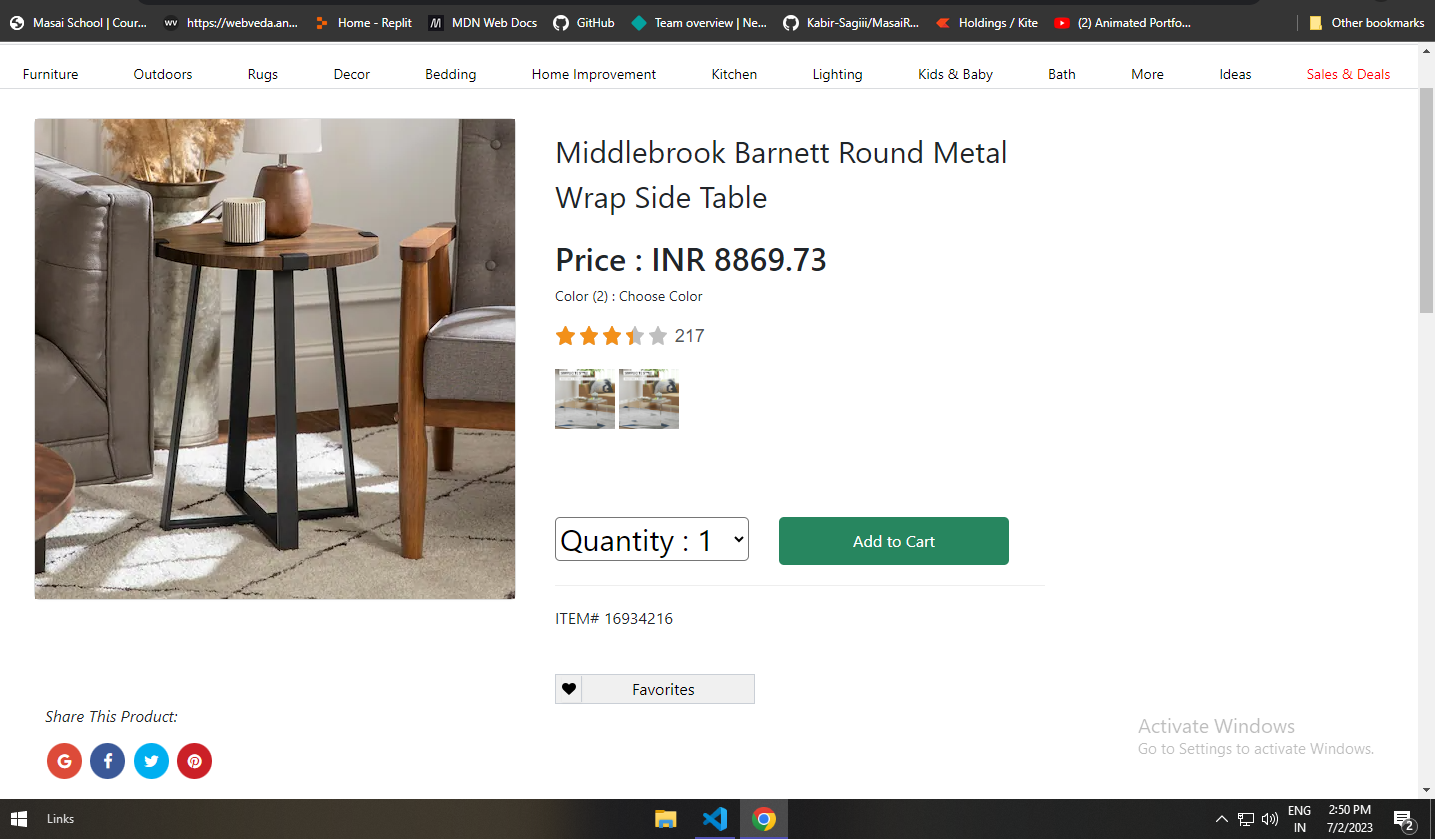 Masai School | Cour...
WV https://webveda.an...
Home - Replit
M MDN Web Docs
GitHub
Team overview | Ne...
Kabir-Sagiii/MasaiR...
Holdings / Kite
(2) Animated Portfo...
Other bookmarks
Furniture
Outdoors
Rugs
Decor
Bedding
Home Improvement
Kitchen
Lighting
Kids & Baby
Bath
More
Ideas
Sales & Deals
Middlebrook Barnett Round Metal
Wrap Side Table
Price : INR 8869.73
Color (2) : Choose Color
217
Quantity : 1
Add to Cart
ITEM# 16934216
Favorites
Share This Product:
G
f
Activate Windows
Go to Settings to activate Windows.
Links
ENG
IN
2:50 PM
7/2/2023
2